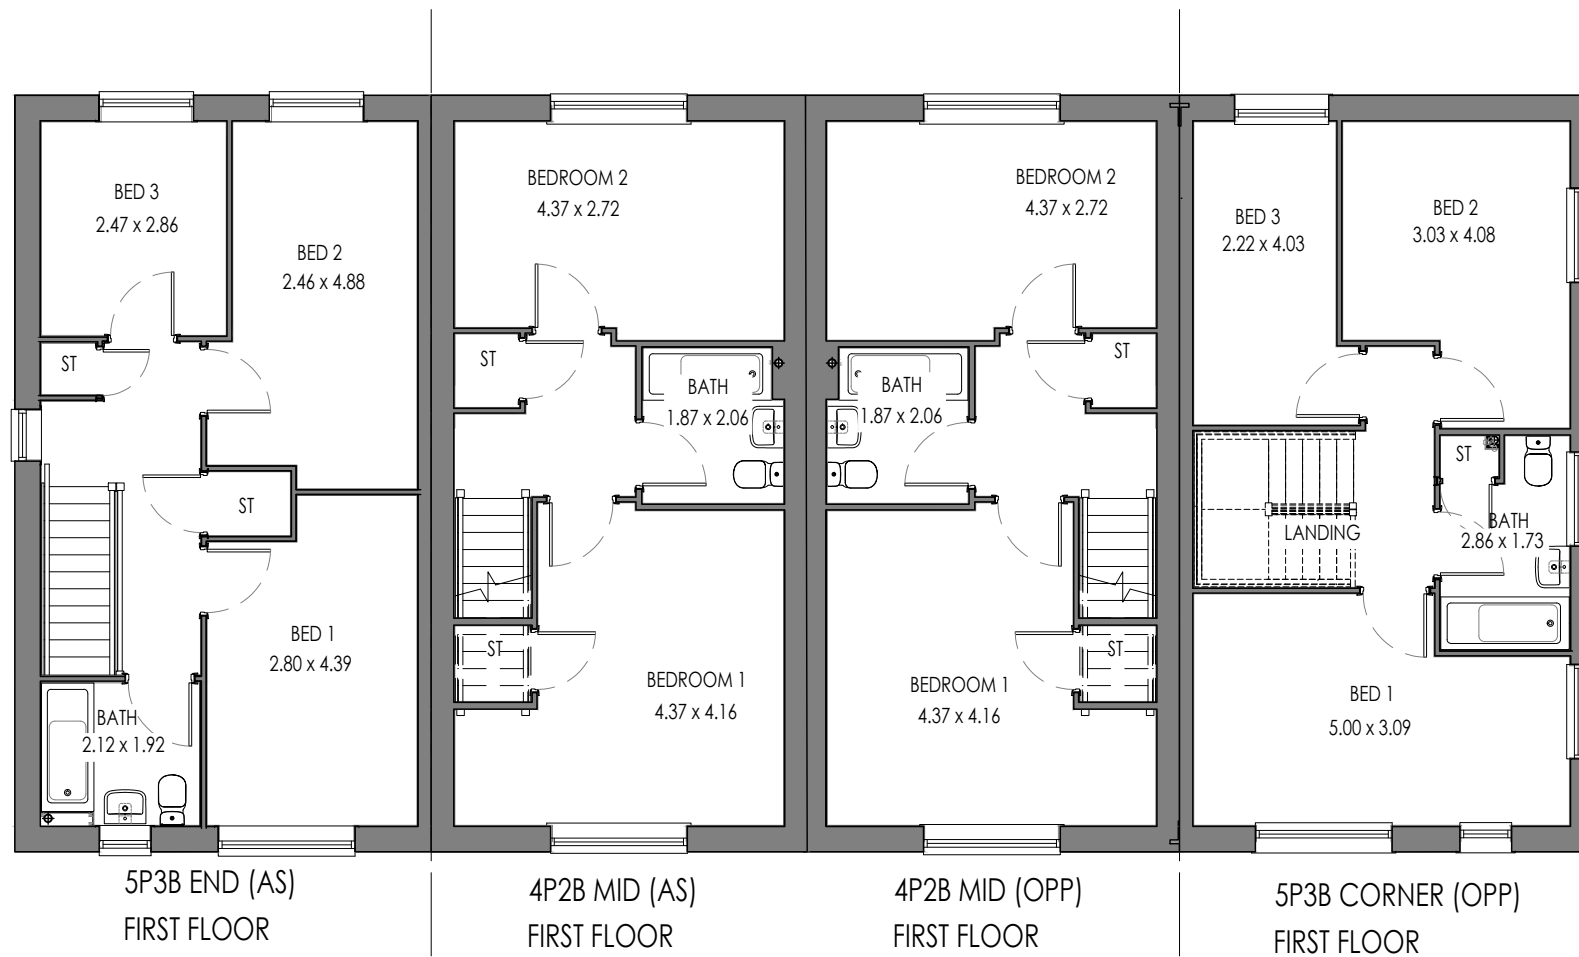 BED 3
2.47 x 2.86
BED 2
2.46 x 4.88
ST
ST
BED 1
2.80 x 4.39
BATH
2.12 x 1.92
5P3B END (AS)
FIRST FLOOR
BEDROOM 2
4.37 x 2.72
ST
BATH
1.87 x 2.06
ST
BEDROOM 1
4.37 x 4.16
4P2B MID (AS)
FIRST FLOOR
BEDROOM 2
4.37 x 2.72
ST
BATH
1.87 x 2.06
ST
BEDROOM 1
4.37 x 4.16
4P2B MID (OPP)
FIRST FLOOR
BED 3
2.22 x 4.03
BED 2
3.03 x 4.08
ST
LANDING
BATH
2.86 x 1.73
BED 1
5.00 x 3.09
5P3B CORNER (OPP)
FIRST FLOOR